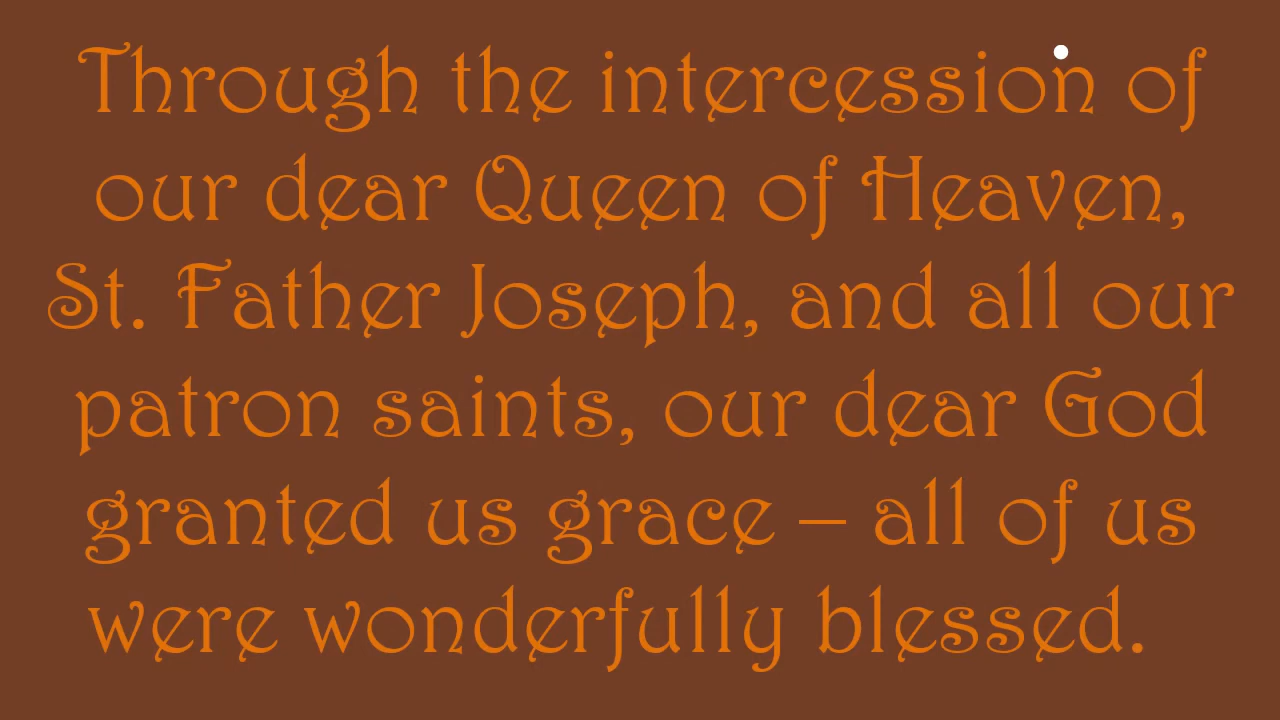 Through the intercession of
our dear Queen of Heaven,
St. Father Joseph, and all our
patron saints, our dear God
granted us grace – all of us
were wonderfully blessed.